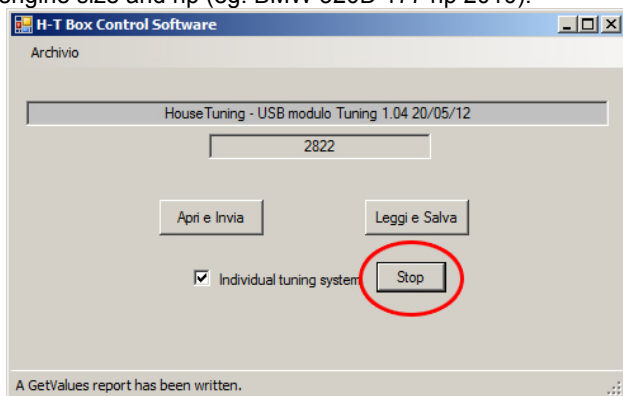 engine size and hp (eg. BMW 320D 177 hp 2010).
H-T Box Control Software
Archivio
HouseTuning - USB modulo Tuning 1.04 20/05/12
2822
Apri e Invia Leggi e Salva
Individual tuning system Stop
A GetValues report has been written.